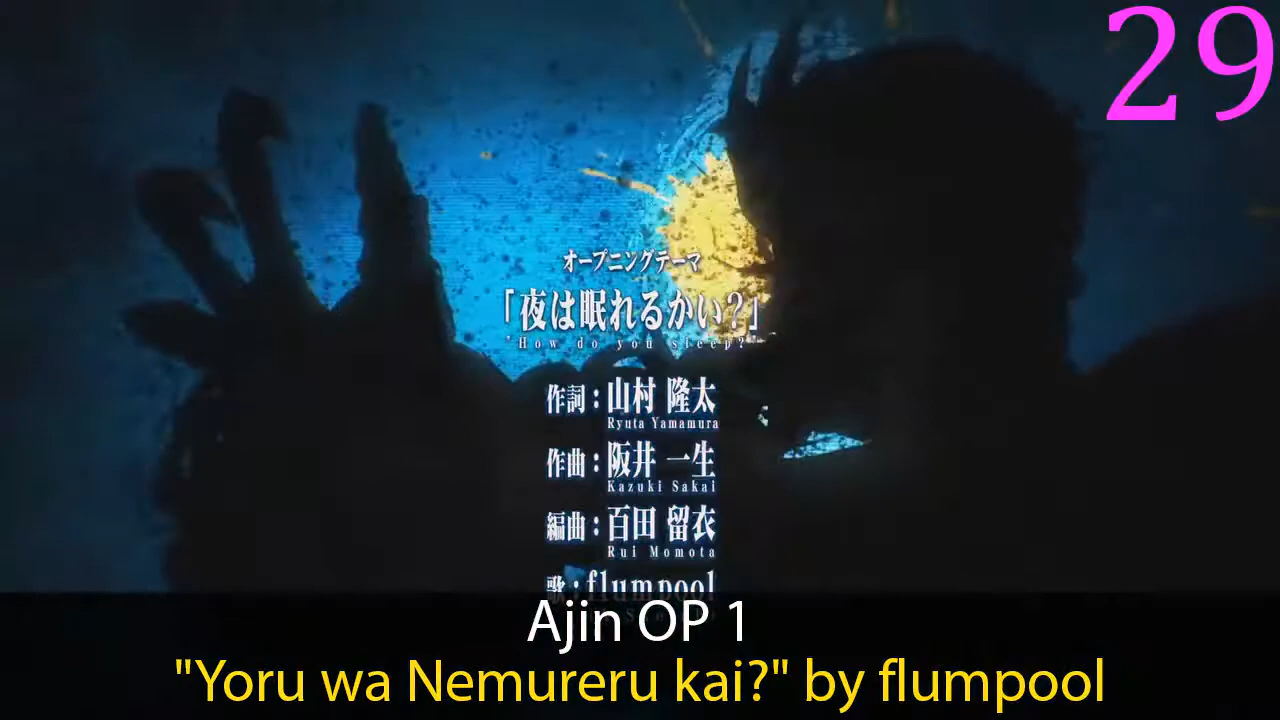 29
オープニングテーマ
「夜は眠れるかい?」
"How do you sleep?"
作詞：山村 隆太
Ryuta Yamamura
作曲：阪井 一生
Kazuki Sakai
編曲：百田 留衣
Rui Momota
歌：flumpool
Ajin OP 1
"Yoru wa Nemureru kai?" by flumpool